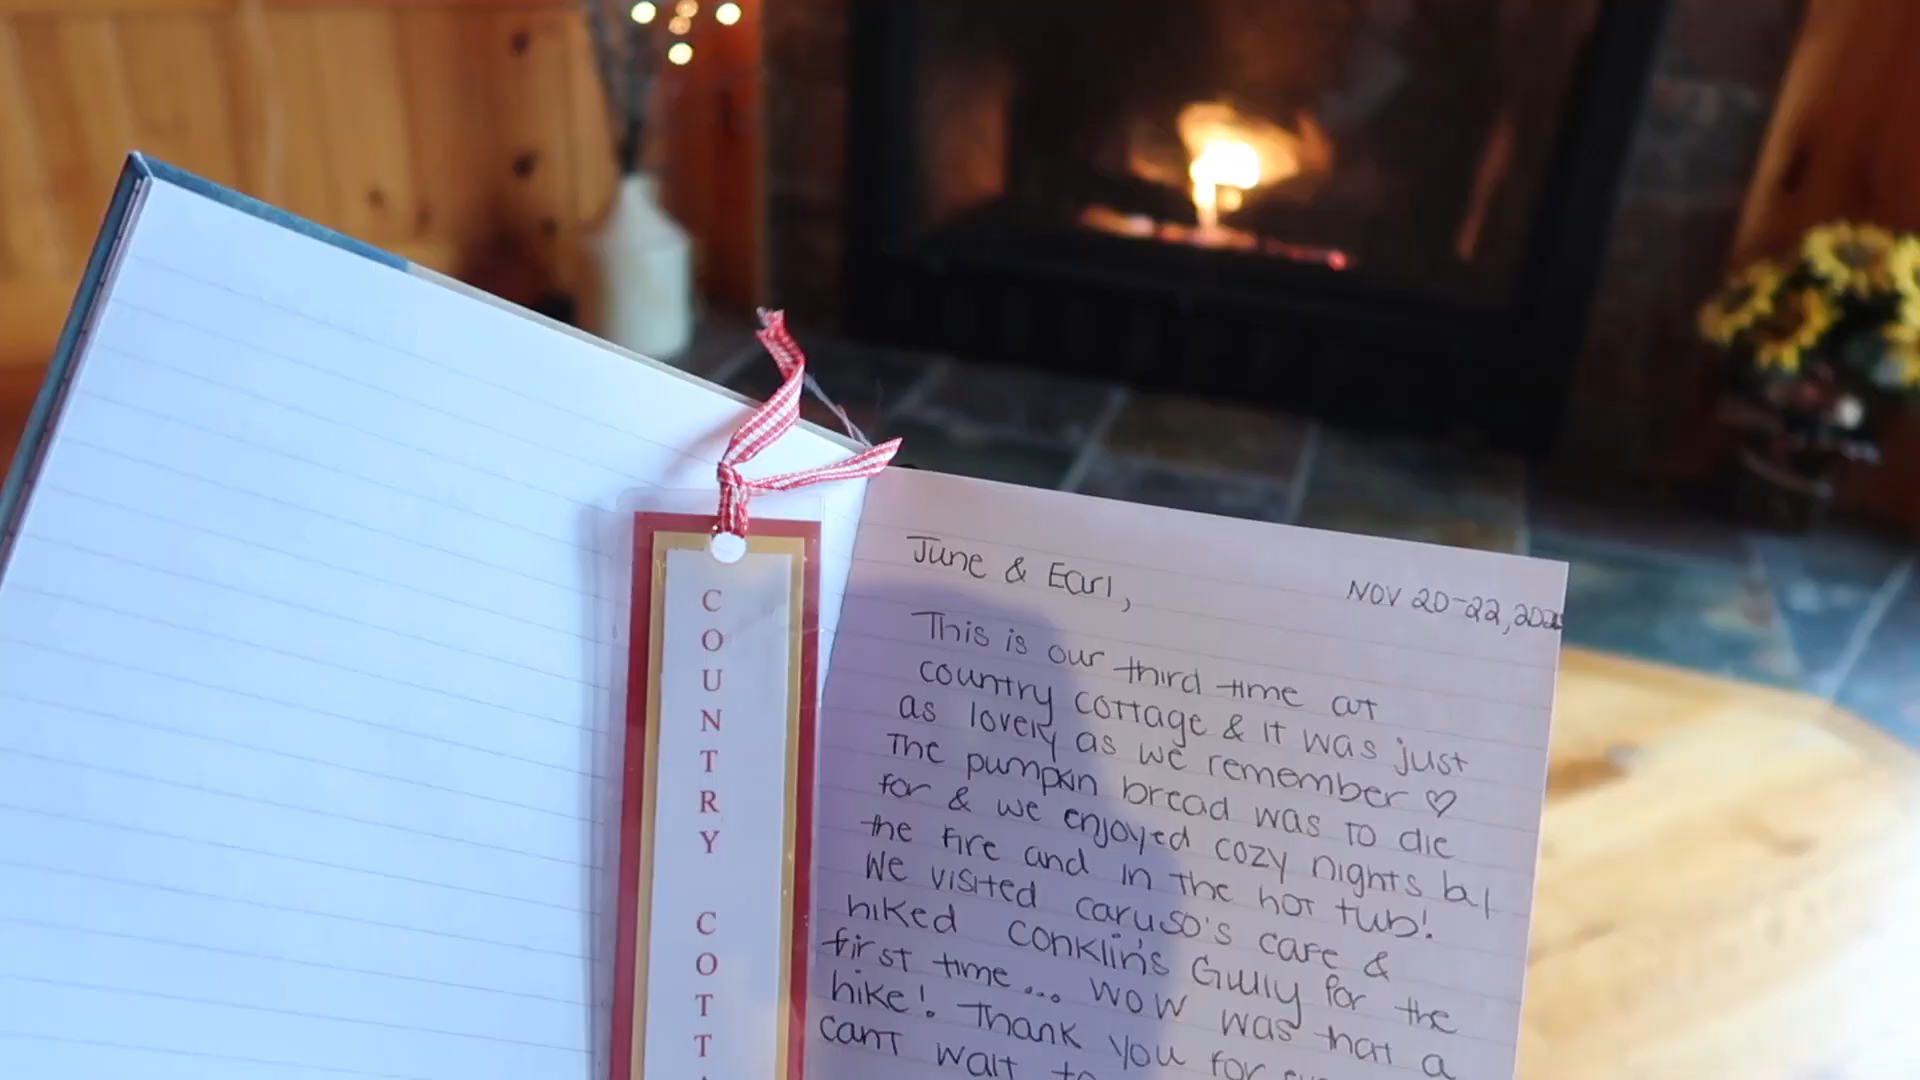 COUNTRY COTT
June & Earl,
NOV 20-22, 202
This is our third time at
country cottage & it was just
as lovely as we remember ♡
The pumpkin bread was to die
for & we enjoyed cozy nights by
the fire and in the hot tub!
We visited caruso's cafe &
hiked Conklin's Gully for the
first time... wow was that a
hike! Thank you for
cant wait to